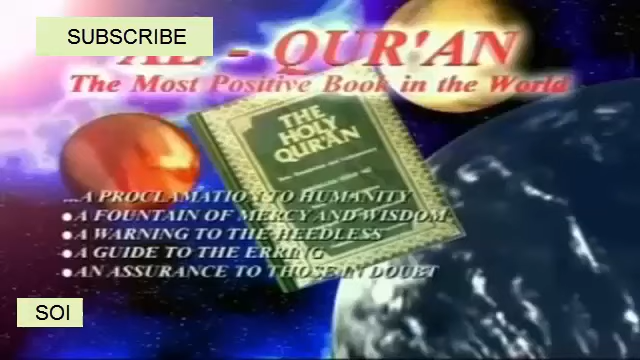 SUBSCRIBE
AL - QUR'AN
The Most Positive Book in the World
THE
HOLY
QUR'AN
...A PROCLAMATION TO HUMANITY
●A FOUNTAIN OF MERCY AND WISDOM
●A WARNING TO THE HEEDLESS
●A GUIDE TO THE ERRING
●AN ASSURANCE TO THOSE IN DOUBT
SOI